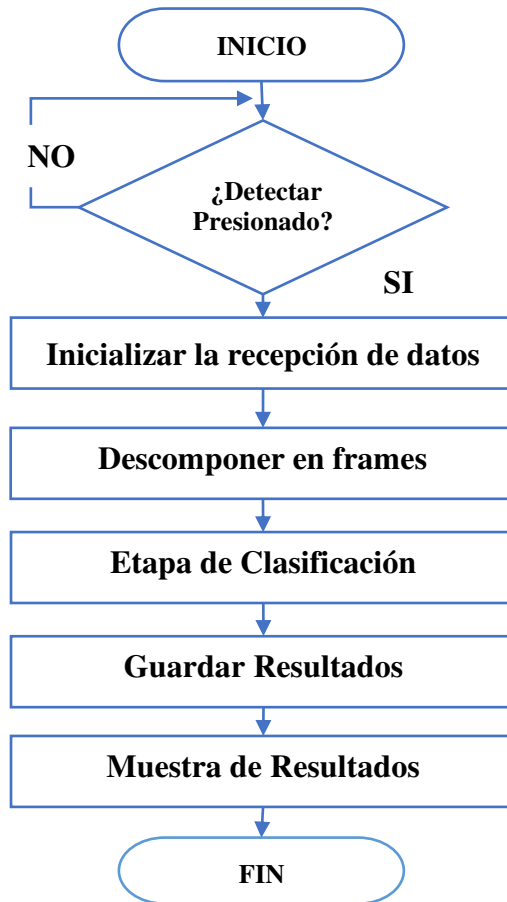 INICIO
NO
¿Detectar
Presionado?
SI
Inicializar la recepción de datos
Descomponer en frames
Etapa de Clasificación
Guardar Resultados
Muestra de Resultados
FIN